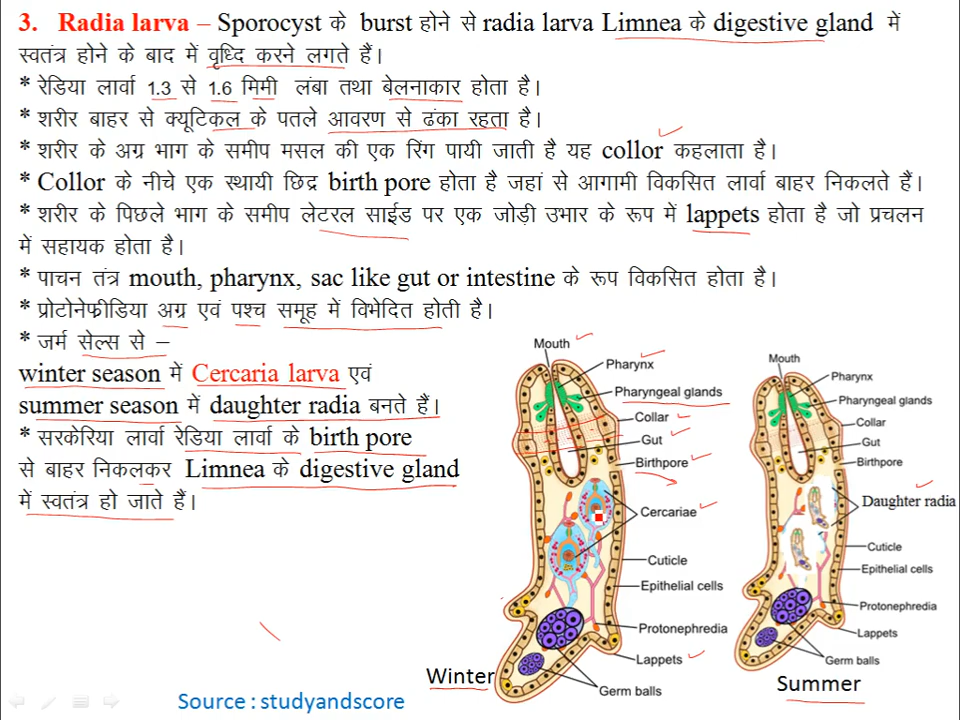 3. Radia larva – Sporocyst के burst होने से radia larva Limnea के digestive gland में
स्वतंत्र होने के बाद में वृध्दि करने लगते हैं।
* रेडिया लार्वा 1.3 से 1.6 मिमी लंबा तथा बेलनाकार होता है।
* शरीर बाहर से क्यूटिकल के पतले आवरण से ढंका रहता है।
* शरीर के अग्र भाग के समीप मसल की एक रिंग पायी जाती है यह collor कहलाता है।
* Collor के नीचे एक स्थायी छिद्र birth pore होता है जहां से आगामी विकसित लार्वा बाहर निकलते हैं।
* शरीर के पिछले भाग के समीप लेटरल साईड पर एक जोड़ी उभार के रूप में lappets होता है जो प्रचलन
में सहायक होता है।
* पाचन तंत्र mouth, pharynx, sac like gut or intestine के रूप विकसित होता है।
* प्रोटोनेफ्रीडिया अग्र एवं पश्च समूह में विभेदित होती है।
* जर्म सेल्स से –
winter season में Cercaria larva एवं
summer season में daughter radia बनते हैं।
* सरकेरिया लार्वा रेडिया लार्वा के birth pore
से बाहर निकलकर Limnea के digestive gland
में स्वतंत्र हो जाते हैं।
Mouth
Pharynx
Pharyngeal glands
Collar
Gut
Birthpore
Cercariae
Cuticle
Epithelial cells
Protonephredia
Lappets
Germ balls
Winter
Mouth
Pharynx
Pharyngeal glands
Collar
Gut
Birthpore
Daughter radia
Cuticle
Epithelial cells
Protonephredia
Lappets
Germ balls
Summer
Source : studyandscore